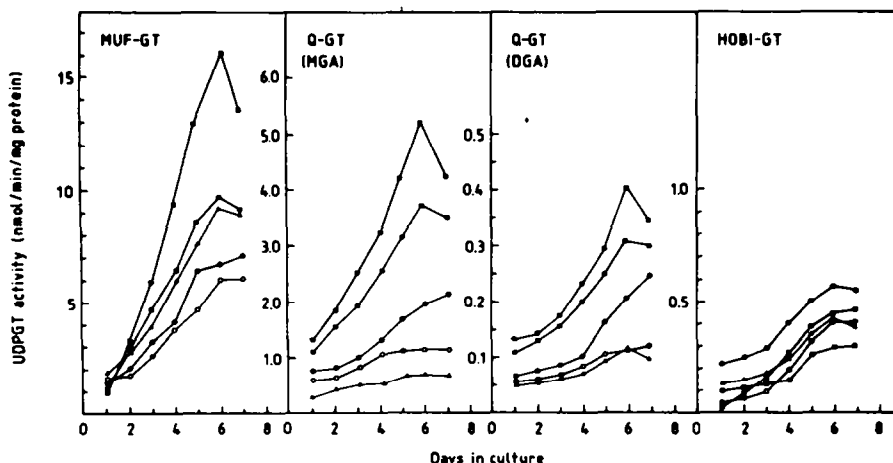 MUF-GT
Q-GT
(MGA)
Q-GT
(DGA)
HOBI-GT
UDPGT activity (nmol/min/mg protein)
15
10
5
6.0
5.0
4.0
3.0
2.0
1.0
0.5
0.4
0.3
0.2
0.1
1.0
0.5
0 2 4 6 8
0 2 4 6 8
0 2 4 6 8
0 2 4 6 8
Days in culture